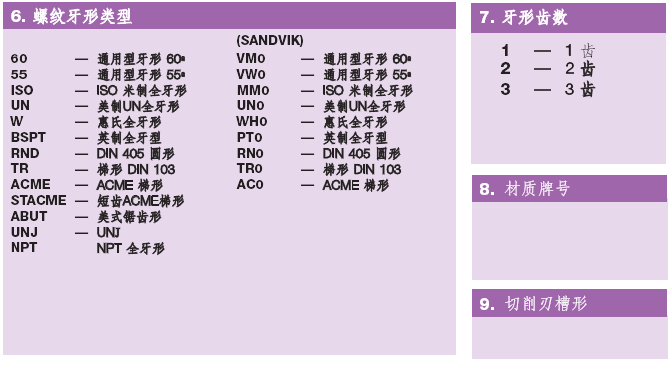 6. 螺纹牙形类型
60 — 通用型牙形 60°
55 — 通用型牙形 55°
ISO — ISO 米制全牙形
UN — 美制UN全牙形
W — 惠氏全牙形
BSPT — 英制全牙型
RND — DIN 405 圆形
TR — 梯形 DIN 103
ACME — ACME 梯形
STACME — 短齿ACME梯形
ABUT — 美式锯齿形
UNJ — UNJ
NPT NPT 全牙形
(SANDVIK)
VM0 — 通用型牙形 60°
VW0 — 通用型牙形 55°
MM0 — ISO 米制全牙形
UN0 — 美制UN全牙形
WH0 — 惠氏全牙形
PT0 — 英制全牙型
RN0 — DIN 405 圆形
TR0 — 梯形 DIN 103
AC0 — ACME 梯形
7. 牙形齿数
1 — 1 齿
2 — 2 齿
3 — 3 齿
8. 材质牌号
9. 切削刃槽形